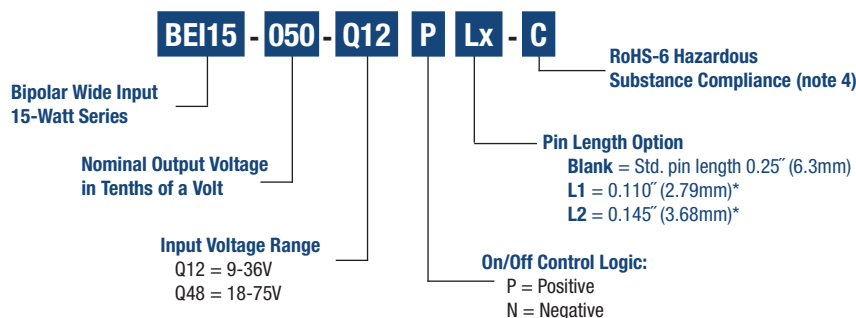 BEI15 - 050 - Q12 P Lx - C
RoHS-6 Hazardous
Substance Compliance (note 4)
Bipolar Wide Input
15-Watt Series
Pin Length Option
Blank = Std. pin length 0.25˝ (6.3mm)
L1 = 0.110˝ (2.79mm)*
L2 = 0.145˝ (3.68mm)*
Nominal Output Voltage
in Tenths of a Volt
Input Voltage Range
Q12 = 9-36V
Q48 = 18-75V
On/Off Control Logic:
P = Positive
N = Negative